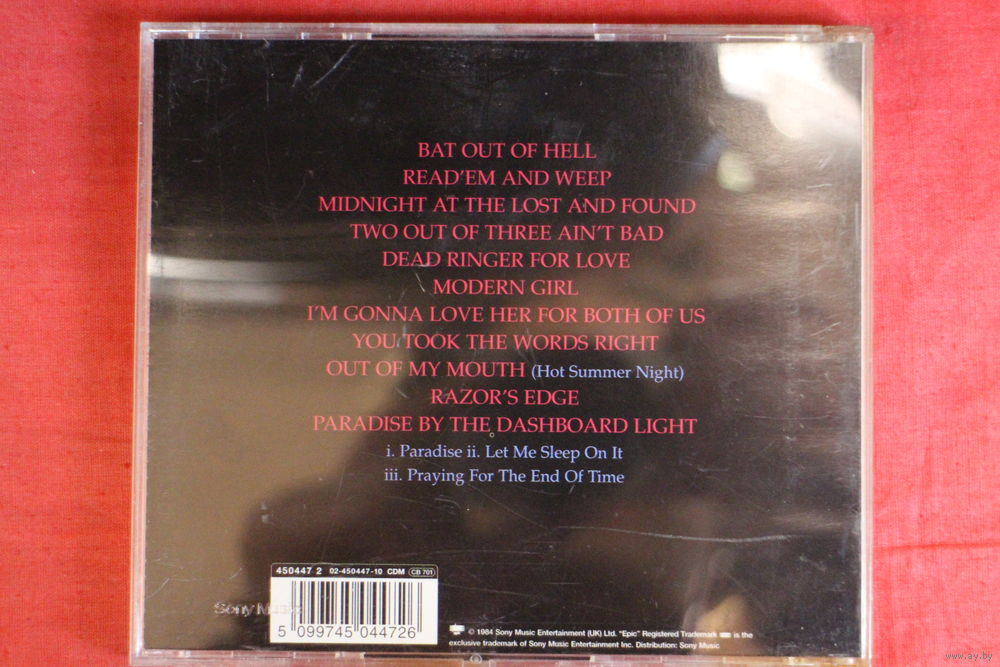 BAT OUT OF HELL
READ'EM AND WEEP
MIDNIGHT AT THE LOST AND FOUND
TWO OUT OF THREE AIN'T BAD
DEAD RINGER FOR LOVE
MODERN GIRL
I'M GONNA LOVE HER FOR BOTH OF US
YOU TOOK THE WORDS RIGHT
OUT OF MY MOUTH (Hot Summer Night)
RAZOR'S EDGE
PARADISE BY THE DASHBOARD LIGHT
i. Paradise ii. Let Me Sleep On It
iii. Praying For The End Of Time
450447 2 02-450447-10 CDM CB 701
Sony Music
5 099745 044726
© 1984 Sony Music Entertainment (UK) Ltd. "Epic" Registered Trademark is the
exclusive trademark of Sony Music Entertainment Inc. Distribution: Sony Music
www.ay.by